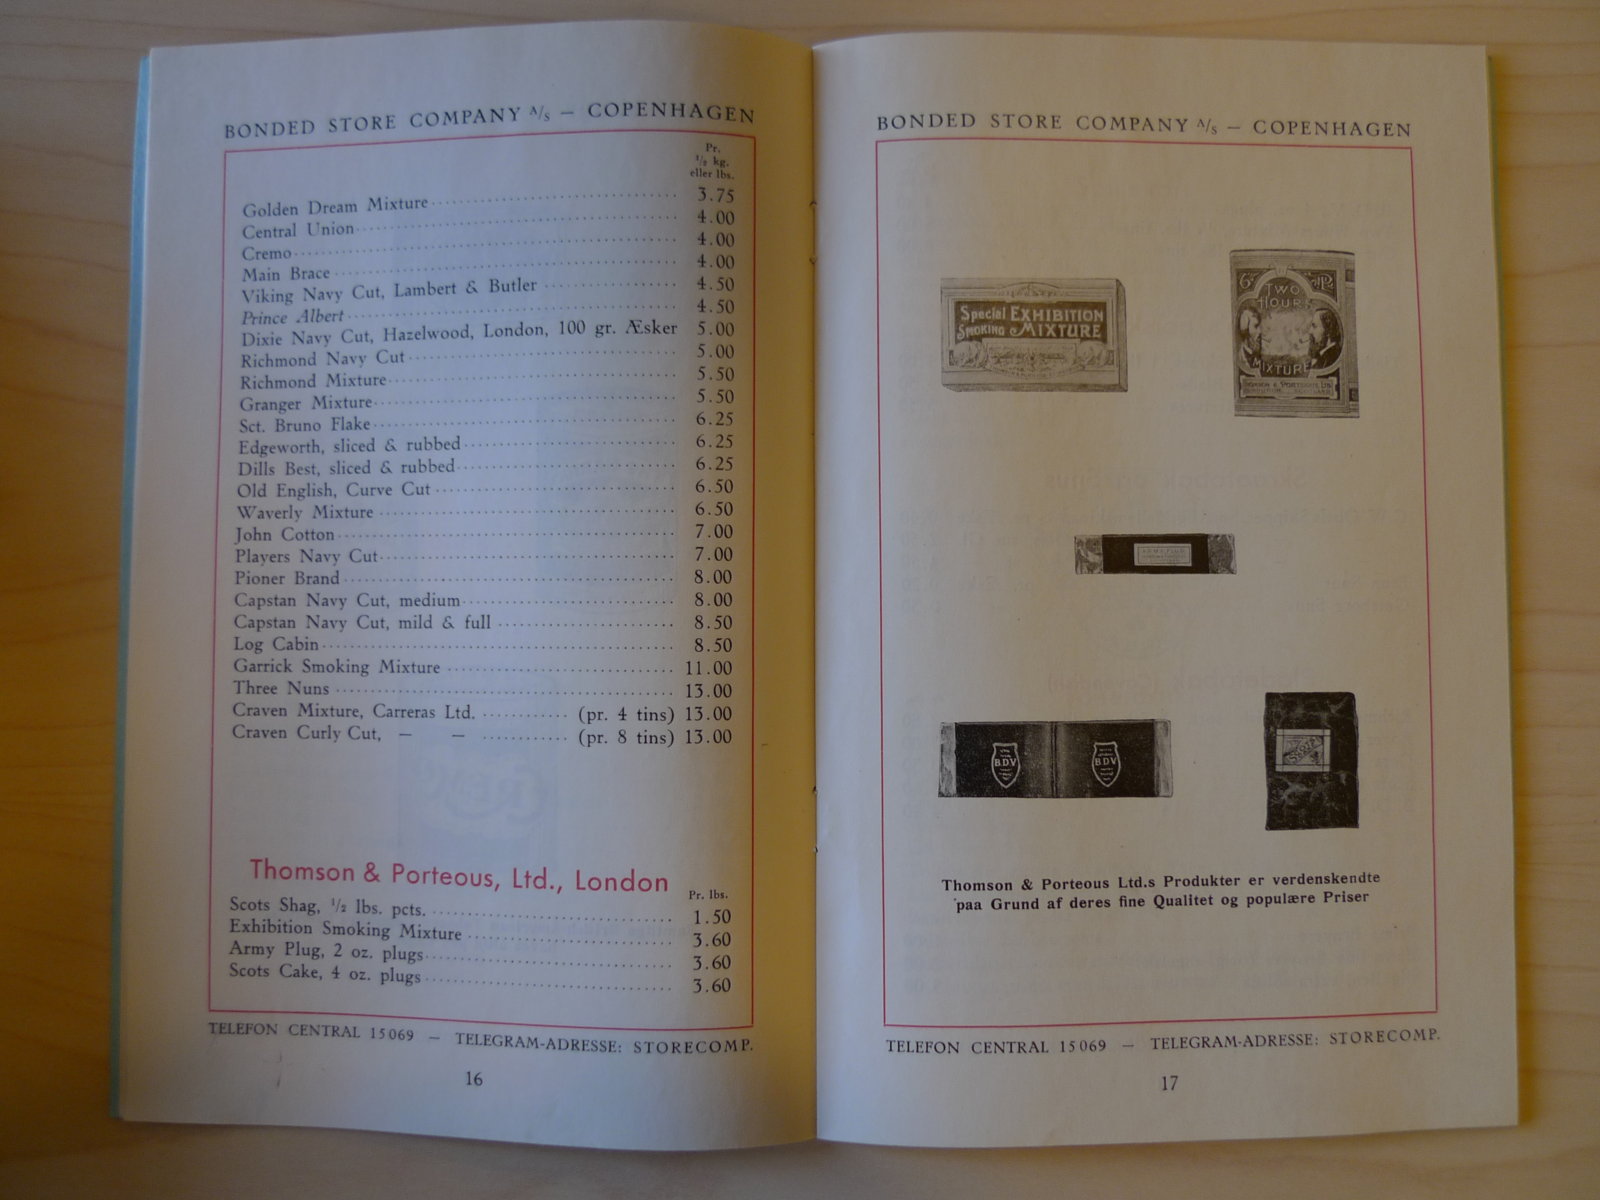 BONDED STORE COMPANY A/S — COPENHAGEN
Pr.
1/2 kg.
eller lbs.
Golden Dream Mixture 3.75
Central Union 4.00
Cremo 4.00
Main Brace 4.00
Viking Navy Cut, Lambert & Butler 4.50
Prince Albert 4.50
Dixie Navy Cut, Hazelwood, London, 100 gr. Æsker 5.00
Richmond Navy Cut 5.00
Richmond Mixture 5.50
Granger Mixture 5.50
Sct. Bruno Flake 6.25
Edgeworth, sliced & rubbed 6.25
Dills Best, sliced & rubbed 6.25
Old English, Curve Cut 6.50
Waverly Mixture 6.50
John Cotton 7.00
Players Navy Cut 7.00
Pioner Brand 8.00
Capstan Navy Cut, medium 8.00
Capstan Navy Cut, mild & full 8.50
Log Cabin 8.50
Garrick Smoking Mixture 11.00
Three Nuns 13.00
Craven Mixture, Carreras Ltd. (pr. 4 tins) 13.00
Craven Curly Cut, — — (pr. 8 tins) 13.00
Thomson & Porteous, Ltd., London
Pr. lbs.
Scots Shag, 1/2 lbs. pcts. 1.50
Exhibition Smoking Mixture 3.60
Army Plug, 2 oz. plugs 3.60
Scots Cake, 4 oz. plugs 3.60
TELEFON CENTRAL 15069 — TELEGRAM-ADRESSE: STORECOMP.
16
BONDED STORE COMPANY A/S — COPENHAGEN
Special EXHIBITION
SMOKING MIXTURE
TWO
HOURS
MIXTURE
BDV
BDV
Thomson & Porteous Ltd.s Produkter er verdenskendte
paa Grund af deres fine Qualitet og populære Priser
TELEFON CENTRAL 15069 — TELEGRAM-ADRESSE: STORECOMP.
17